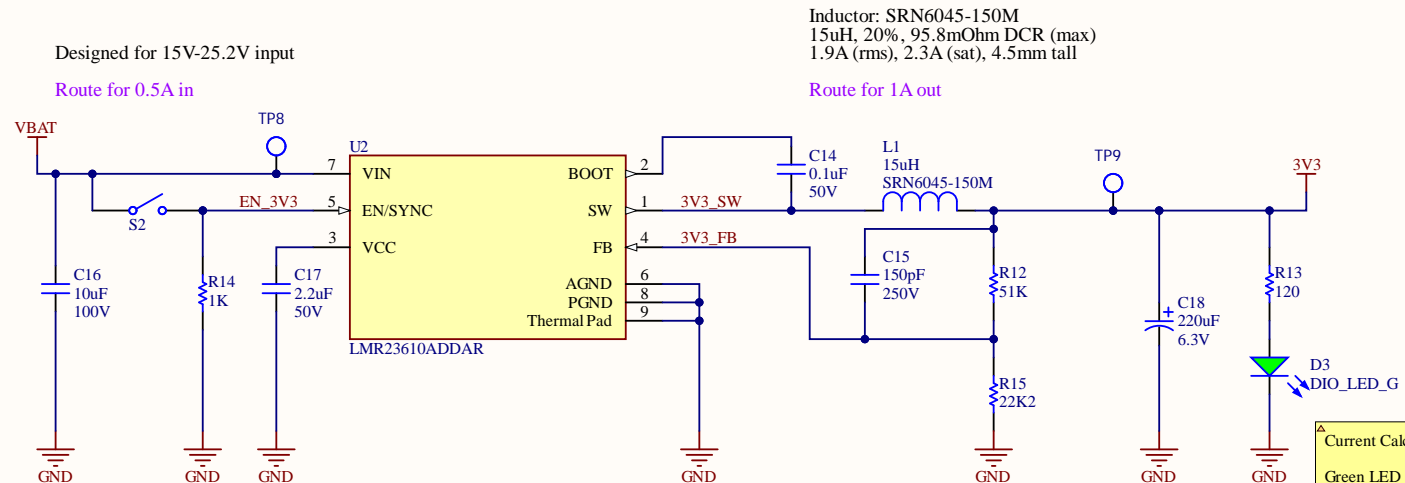 Inductor: SRN6045-150M
15uH, 20%, 95.8mOhm DCR (max)
1.9A (rms), 2.3A (sat), 4.5mm tall
Designed for 15V-25.2V input
Route for 0.5A in
Route for 1A out
VBAT
TP8
U2
7
VIN
BOOT
2
C14
0.1uF
50V
L1
15uH
SRN6045-150M
TP9
3V3
S2
EN_3V3
5
EN/SYNC
SW
1
3V3_SW
3
VCC
FB
4
3V3_FB
C16
10uF
100V
R14
1K
C17
2.2uF
50V
AGND
6
PGND
8
Thermal Pad
9
LMR23610ADDAR
C15
150pF
250V
R12
51K
R15
22K2
+
C18
220uF
6.3V
R13
120
D3
DIO_LED_G
GND
GND
GND
GND
GND
GND
GND
Current
Green LED